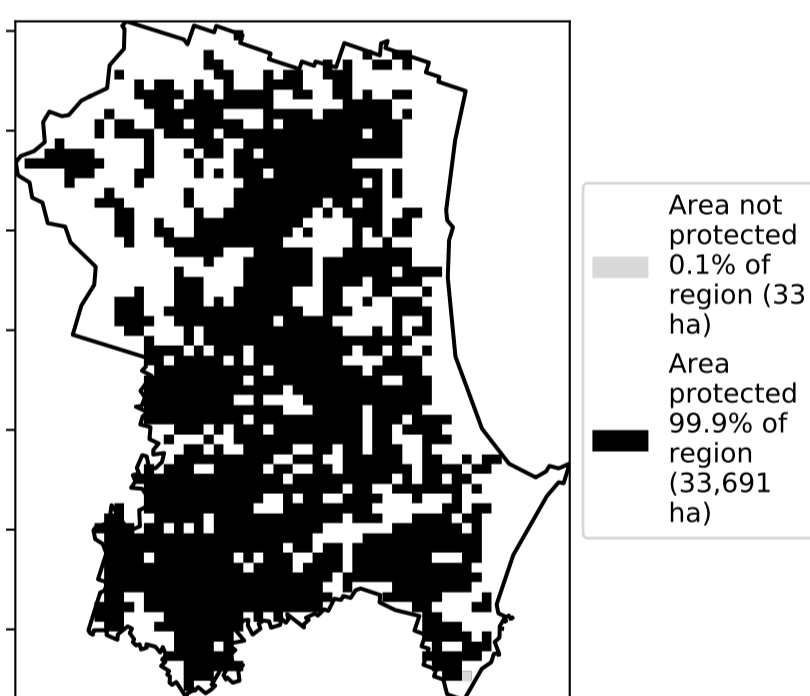 Area not
protected
0.1% of
region (33
ha)
Area
protected
99.9% of
region
(33,691
ha)